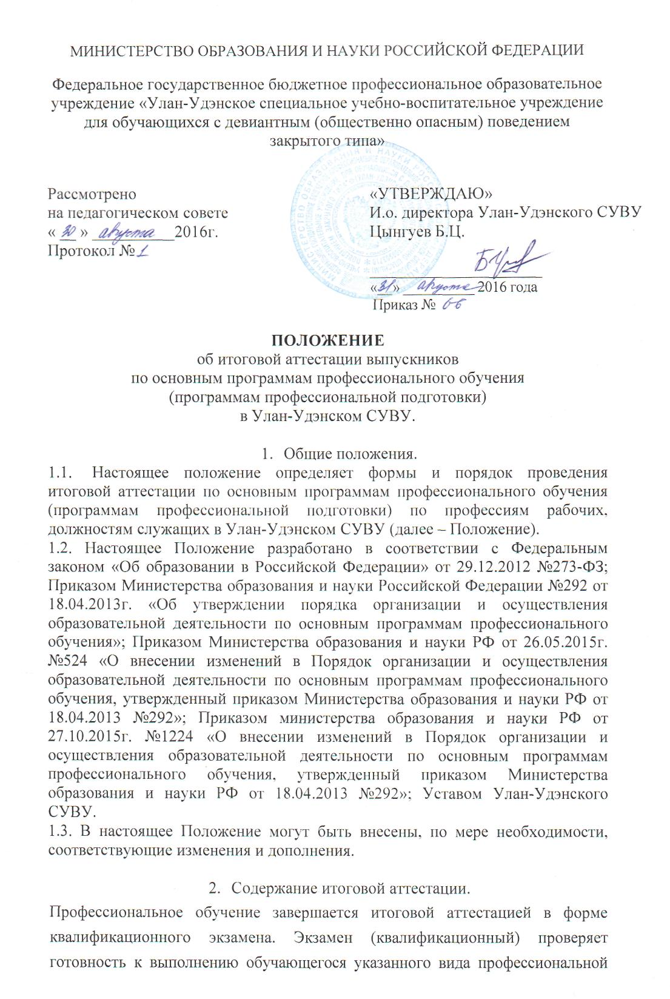 МИНИСТЕРСТВО ОБРАЗОВАНИЯ И НАУКИ РОССИЙСКОЙ ФЕДЕРАЦИИ
Федеральное государственное бюджетное профессиональное образовательное
учреждение «Улан-Удэнское специальное учебно-воспитательное учреждение
для обучающихся с девиантным (общественно опасным) поведением
закрытого типа»
Рассмотрено
на педагогическом совете
« 30 » августа 2016г.
Протокол № 1
«УТВЕРЖДАЮ»
И.о. директора Улан-Удэнского СУВУ
Цынгуев Б.Ц.
«31» августа 2016 года
Приказ № 66
ПОЛОЖЕНИЕ
об итоговой аттестации выпускников
по основным программам профессионального обучения
(программам профессиональной подготовки)
в Улан-Удэнском СУВУ.
1. Общие положения.
1.1. Настоящее положение определяет формы и порядок проведения
итоговой аттестации по основным программам профессионального обучения
(программам профессиональной подготовки) по профессиям рабочих,
должностям служащих в Улан-Удэнском СУВУ (далее – Положение).
1.2. Настоящее Положение разработано в соответствии с Федеральным
законом «Об образовании в Российской Федерации» от 29.12.2012 №273-ФЗ;
Приказом Министерства образования и науки Российской Федерации №292 от
18.04.2013г. «Об утверждении порядка организации и осуществления
образовательной деятельности по основным программам профессионального
обучения»; Приказом Министерства образования и науки РФ от 26.05.2015г.
№524 «О внесении изменений в Порядок организации и осуществления
образовательной деятельности по основным программам профессионального
обучения, утвержденный приказом Министерства образования и науки РФ от
18.04.2013 №292»; Приказом министерства образования и науки РФ от
27.10.2015г. №1224 «О внесении изменений в Порядок организации и
осуществления образовательной деятельности по основным программам
профессионального обучения, утвержденный приказом Министерства
образования и науки РФ от 18.04.2013 №292»; Уставом Улан-Удэнского
СУВУ.
1.3. В настоящее Положение могут быть внесены, по мере необходимости,
соответствующие изменения и дополнения.
2. Содержание итоговой аттестации.
Профессиональное обучение завершается итоговой аттестацией в форме
квалификационного экзамена. Экзамен (квалификационный) проверяет
готовность к выполнению обучающегося указанного вида профессиональной